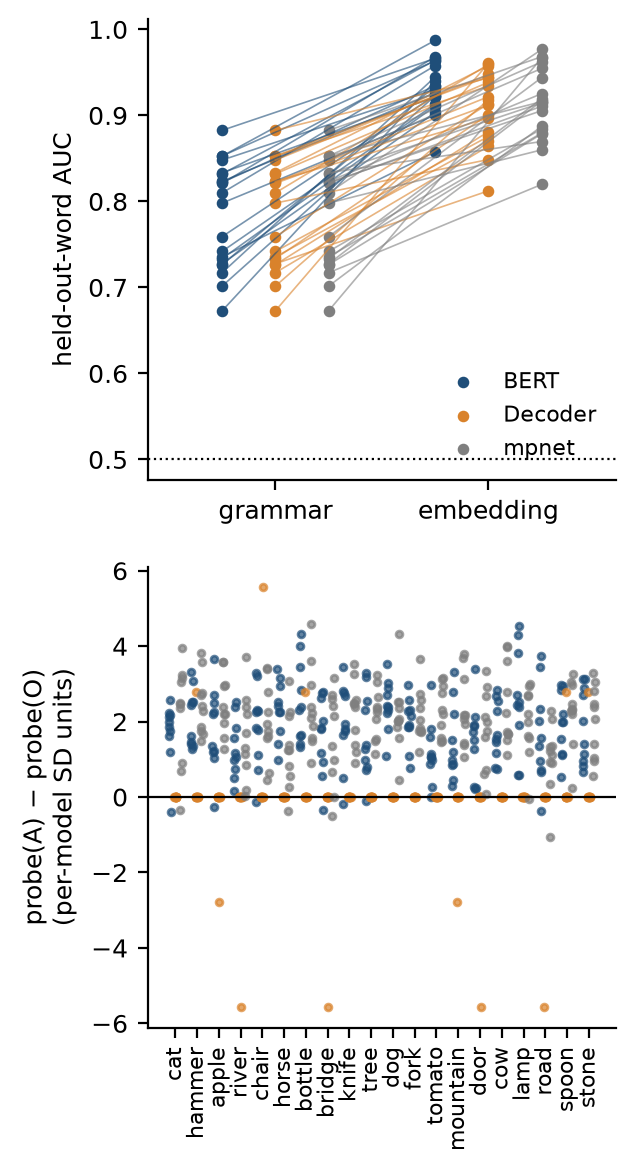 1.0
0.9
0.8
0.7
0.6
0.5
held-out-word AUC
BERT
Decoder
mpnet
grammar
embedding
6
4
2
0
−2
−4
−6
probe(A) − probe(O)
(per-model SD units)
cat
hammer
apple
river
chair
horse
bottle
bridge
knife
tree
dog
fork
tomato
mountain
door
cow
lamp
road
spoon
stone